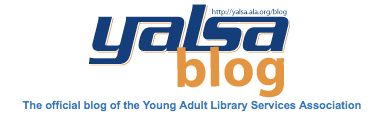 http://yalsa.ala.org/blog
yalsa
blog
The official blog of the Young Adult Library Services Association